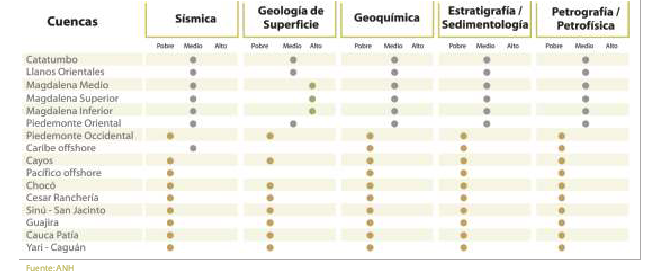 Cuencas Sísmica Geología de Superficie Geoquímica Estratigrafía / Sedimentología Petrografía / Petrofísica
Pobre Medio Alto Pobre Medio Alto Pobre Medio Alto Pobre Medio Alto Pobre Medio Alto
Catatumbo
Llanos Orientales
Magdalena Medio
Magdalena Superior
Magdalena Inferior
Piedemonte Oriental
Piedemonte Occidental
Caribe offshore
Cayos
Pacífico offshore
Chocó
Cesar Ranchería
Sinú - San Jacinto
Guajira
Cauca Patía
Yari - Caguán
Fuente: ANH